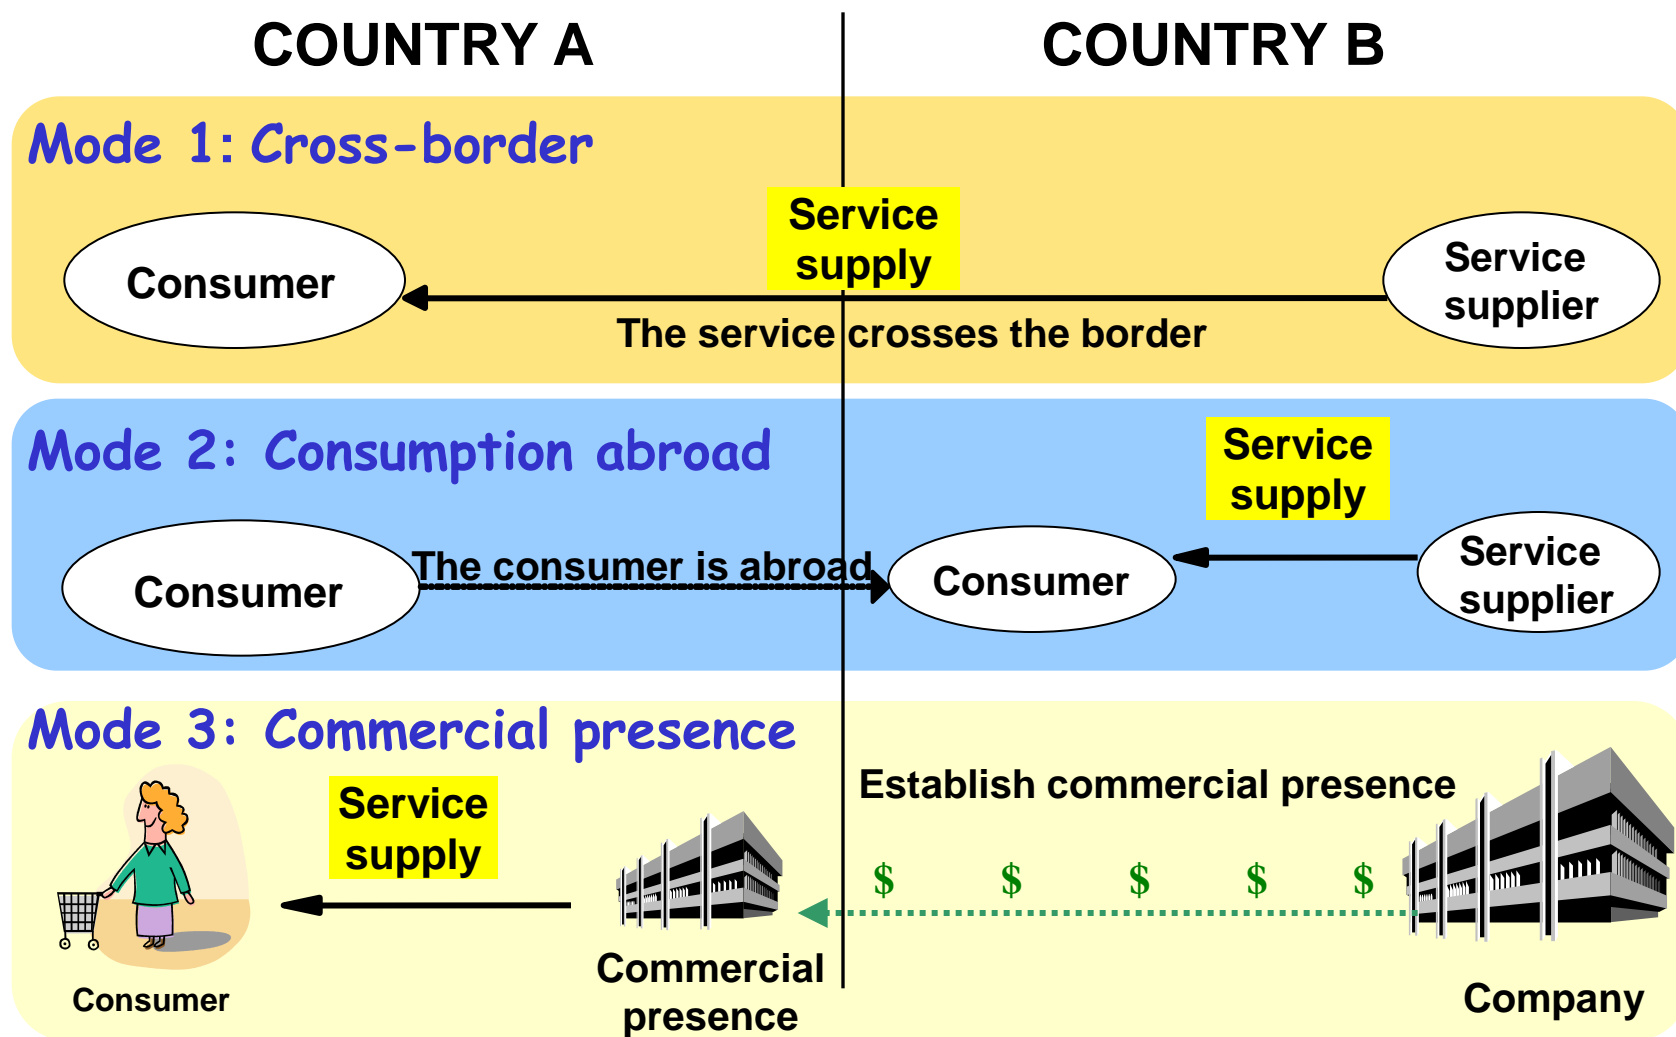 COUNTRY A
COUNTRY B
Mode 1: Cross-border
Service
supply
Consumer
Service
supplier
The service crosses the border
Mode 2: Consumption abroad
Service
supply
Consumer
The consumer is abroad
Consumer
Service
supplier
Mode 3: Commercial presence
Service
supply
Establish commercial presence
$ $ $ $ $
Consumer
Commercial
presence
Company